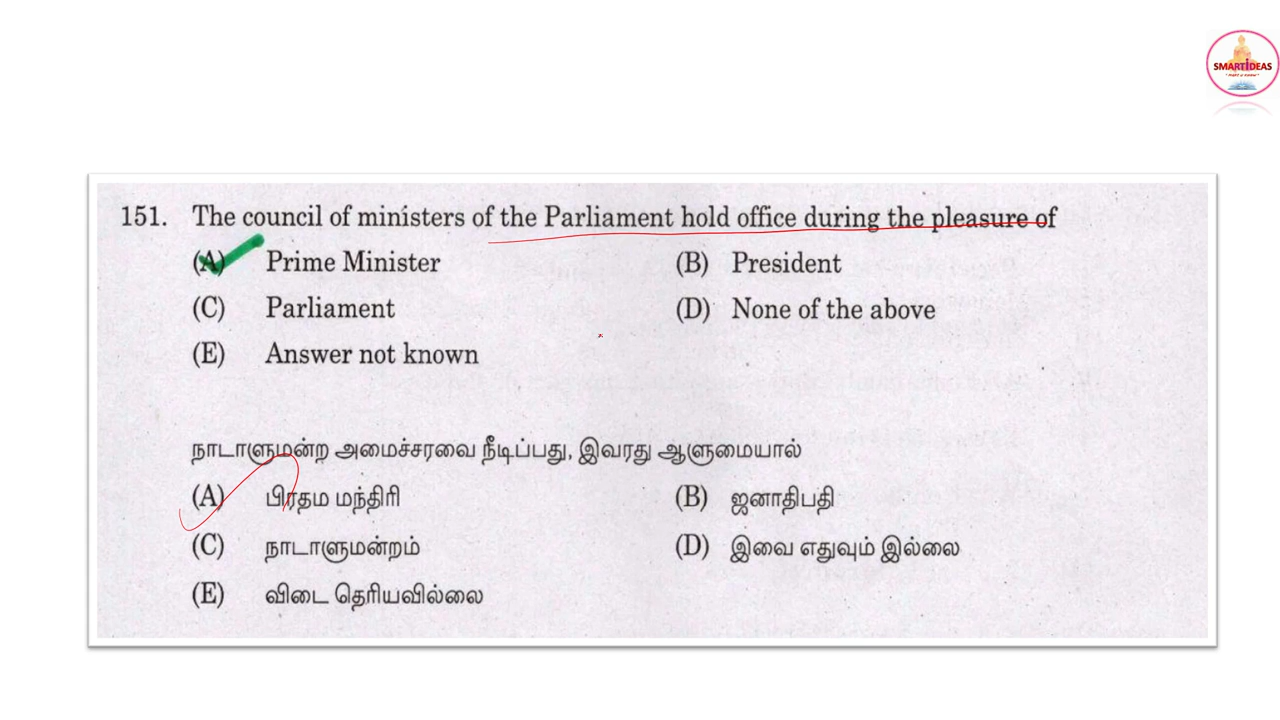 SMARTIDEAS
151. The council of ministers of the Parliament hold office during the pleasure of
(A) Prime Minister (B) President
(C) Parliament (D) None of the above
(E) Answer not known
நாடாளுமன்ற அமைச்சரவை நீடிப்பது, இவரது ஆளுமையால்
(A) பிரதம மந்திரி (B) ஜனாதிபதி
(C) நாடாளுமன்றம் (D) இவை எதுவும் இல்லை
(E) விடை தெரியவில்லை